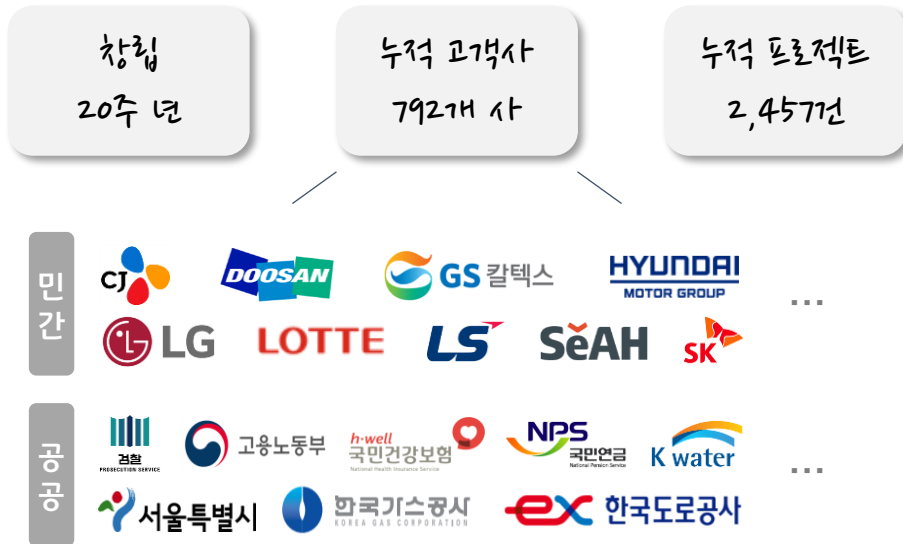 창립
20주 년
누적 고객사
792개 사
누적 프로젝트
2,457건
민간
CJ
DOOSAN
GS 칼텍스
HYUNDAI
MOTOR GROUP
...
LG
LOTTE
LS
SeAH
SK
공공
검찰
PROSECUTION SERVICE
고용노동부
h-well
국민건강보험
National Health Insurance Service
NPS
국민연금
National Pension Service
K water
...
서울특별시
한국가스공사
KOREA GAS CORPORATION
ex 한국도로공사